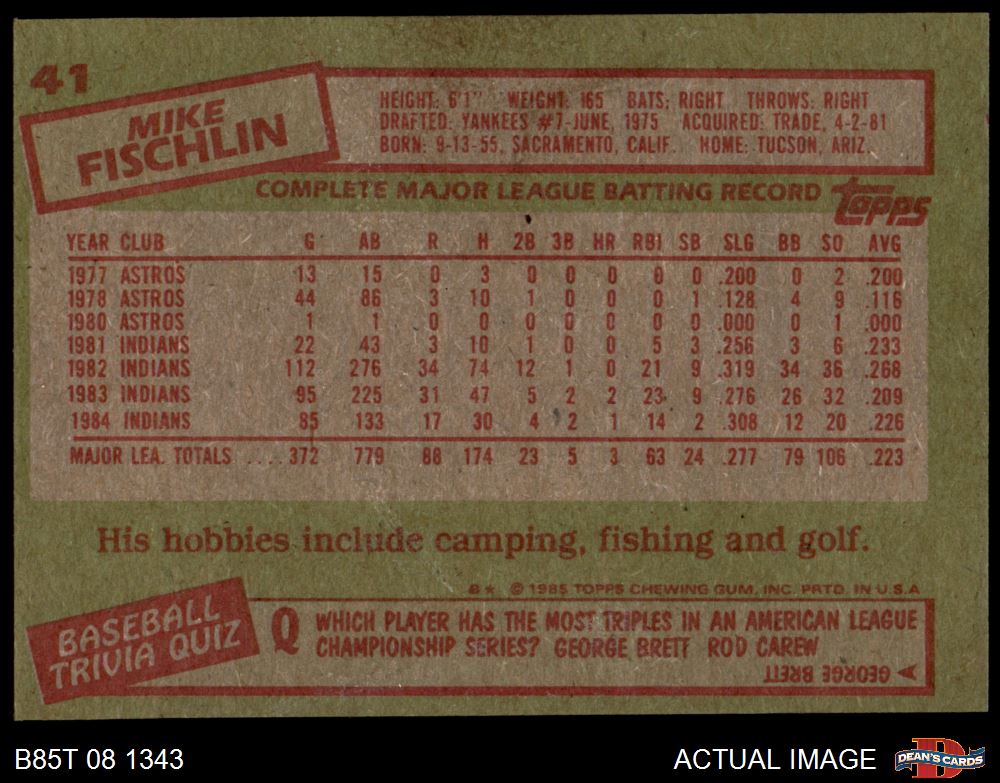 41
MIKE
FISCHLIN
HEIGHT: 6'1" WEIGHT: 165 BATS: RIGHT THROWS: RIGHT
DRAFTED: YANKEES #7-JUNE, 1975 ACQUIRED: TRADE, 4-2-81
BORN: 9-13-55, SACRAMENTO, CALIF. HOME: TUCSON, ARIZ.
COMPLETE MAJOR LEAGUE BATTING RECORD
Topps
YEAR CLUB G AB R H 2B 3B HR RBI SB SLG BB SO AVG
1977 ASTROS 13 15 0 3 0 0 0 0 0 .200 0 2 .200
1978 ASTROS 44 86 3 10 1 0 0 0 1 .128 4 9 .116
1980 ASTROS 1 1 0 0 0 0 0 0 0 .000 0 1 .000
1981 INDIANS 22 43 3 10 1 0 0 5 3 .256 3 6 .233
1982 INDIANS 112 276 34 74 12 1 0 21 9 .319 34 36 .268
1983 INDIANS 95 225 31 47 5 2 2 23 9 .276 26 32 .209
1984 INDIANS 85 133 17 30 4 2 1 14 2 .308 12 20 .226
MAJOR LEA. TOTALS .... 372 779 88 174 23 5 3 63 24 .277 79 106 .223
His hobbies include camping, fishing and golf.
B* © 1985 TOPPS CHEWING GUM, INC. PRTD. IN U.S.A
BASEBALL
TRIVIA QUIZ
Q WHICH PLAYER HAS THE MOST TRIPLES IN AN AMERICAN LEAGUE
CHAMPIONSHIP SERIES? GEORGE BRETT ROD CAREW
GEORGE BRETT
B85T 08 1343
ACTUAL IMAGE
D
DEAN'S CARDS